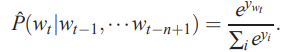 P̂(w_t|w_{t−1}, ⋯ w_{t−n+1}) = e^{y_{w_t}} / ∑_i e^{y_i}.